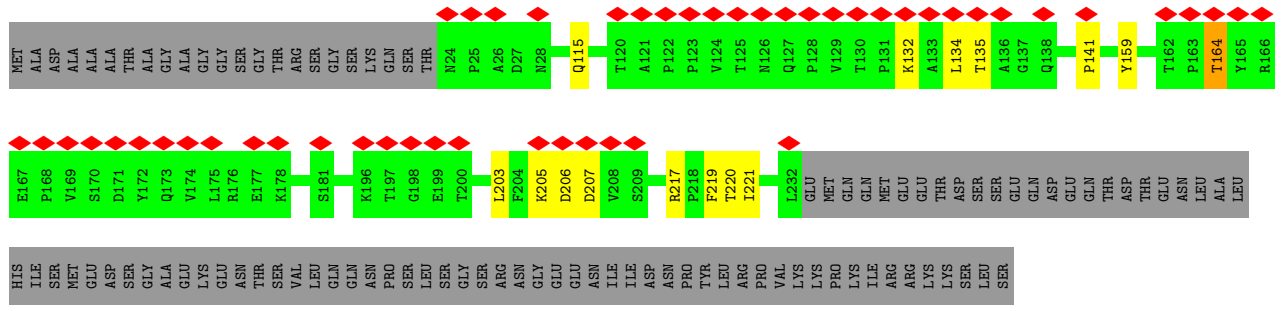 MET ALA ASP ALA ALA ALA THR ALA GLY ALA GLY GLY SER GLY THR ARG SER GLY SER LYS GLN SER THR N24 P25 A26 D27 N28 Q115 T120 A121 P122 P123 V124 T125 N126 Q127 P128 V129 T130 P131 K132 A133 L134 T135 A136 G137 Q138 P141 Y159 T162 P163 T164 Y165 R166
E167 P168 V169 S170 D171 Y172 Q173 V174 L175 R176 E177 K178 S181 K196 T197 G198 E199 T200 L203 F204 K205 D206 D207 V208 S209 R217 P218 F219 T220 I221 L232 GLU MET GLN GLN MET GLU GLU THR ASP SER SER GLU GLN ASP GLU GLN THR ASP THR GLU ASN LEU ALA LEU
HIS ILE SER MET GLU ASP SER GLY ALA GLU LYS GLU ASN THR SER VAL LEU GLN GLN ASN PRO SER LEU SER GLY SER ARG ASN GLY GLU GLU ASN ILE ILE ASP ASN PRO TYR LEU ARG PRO VAL LYS LYS PRO LYS ILE ARG ARG LYS LYS SER LEU SER